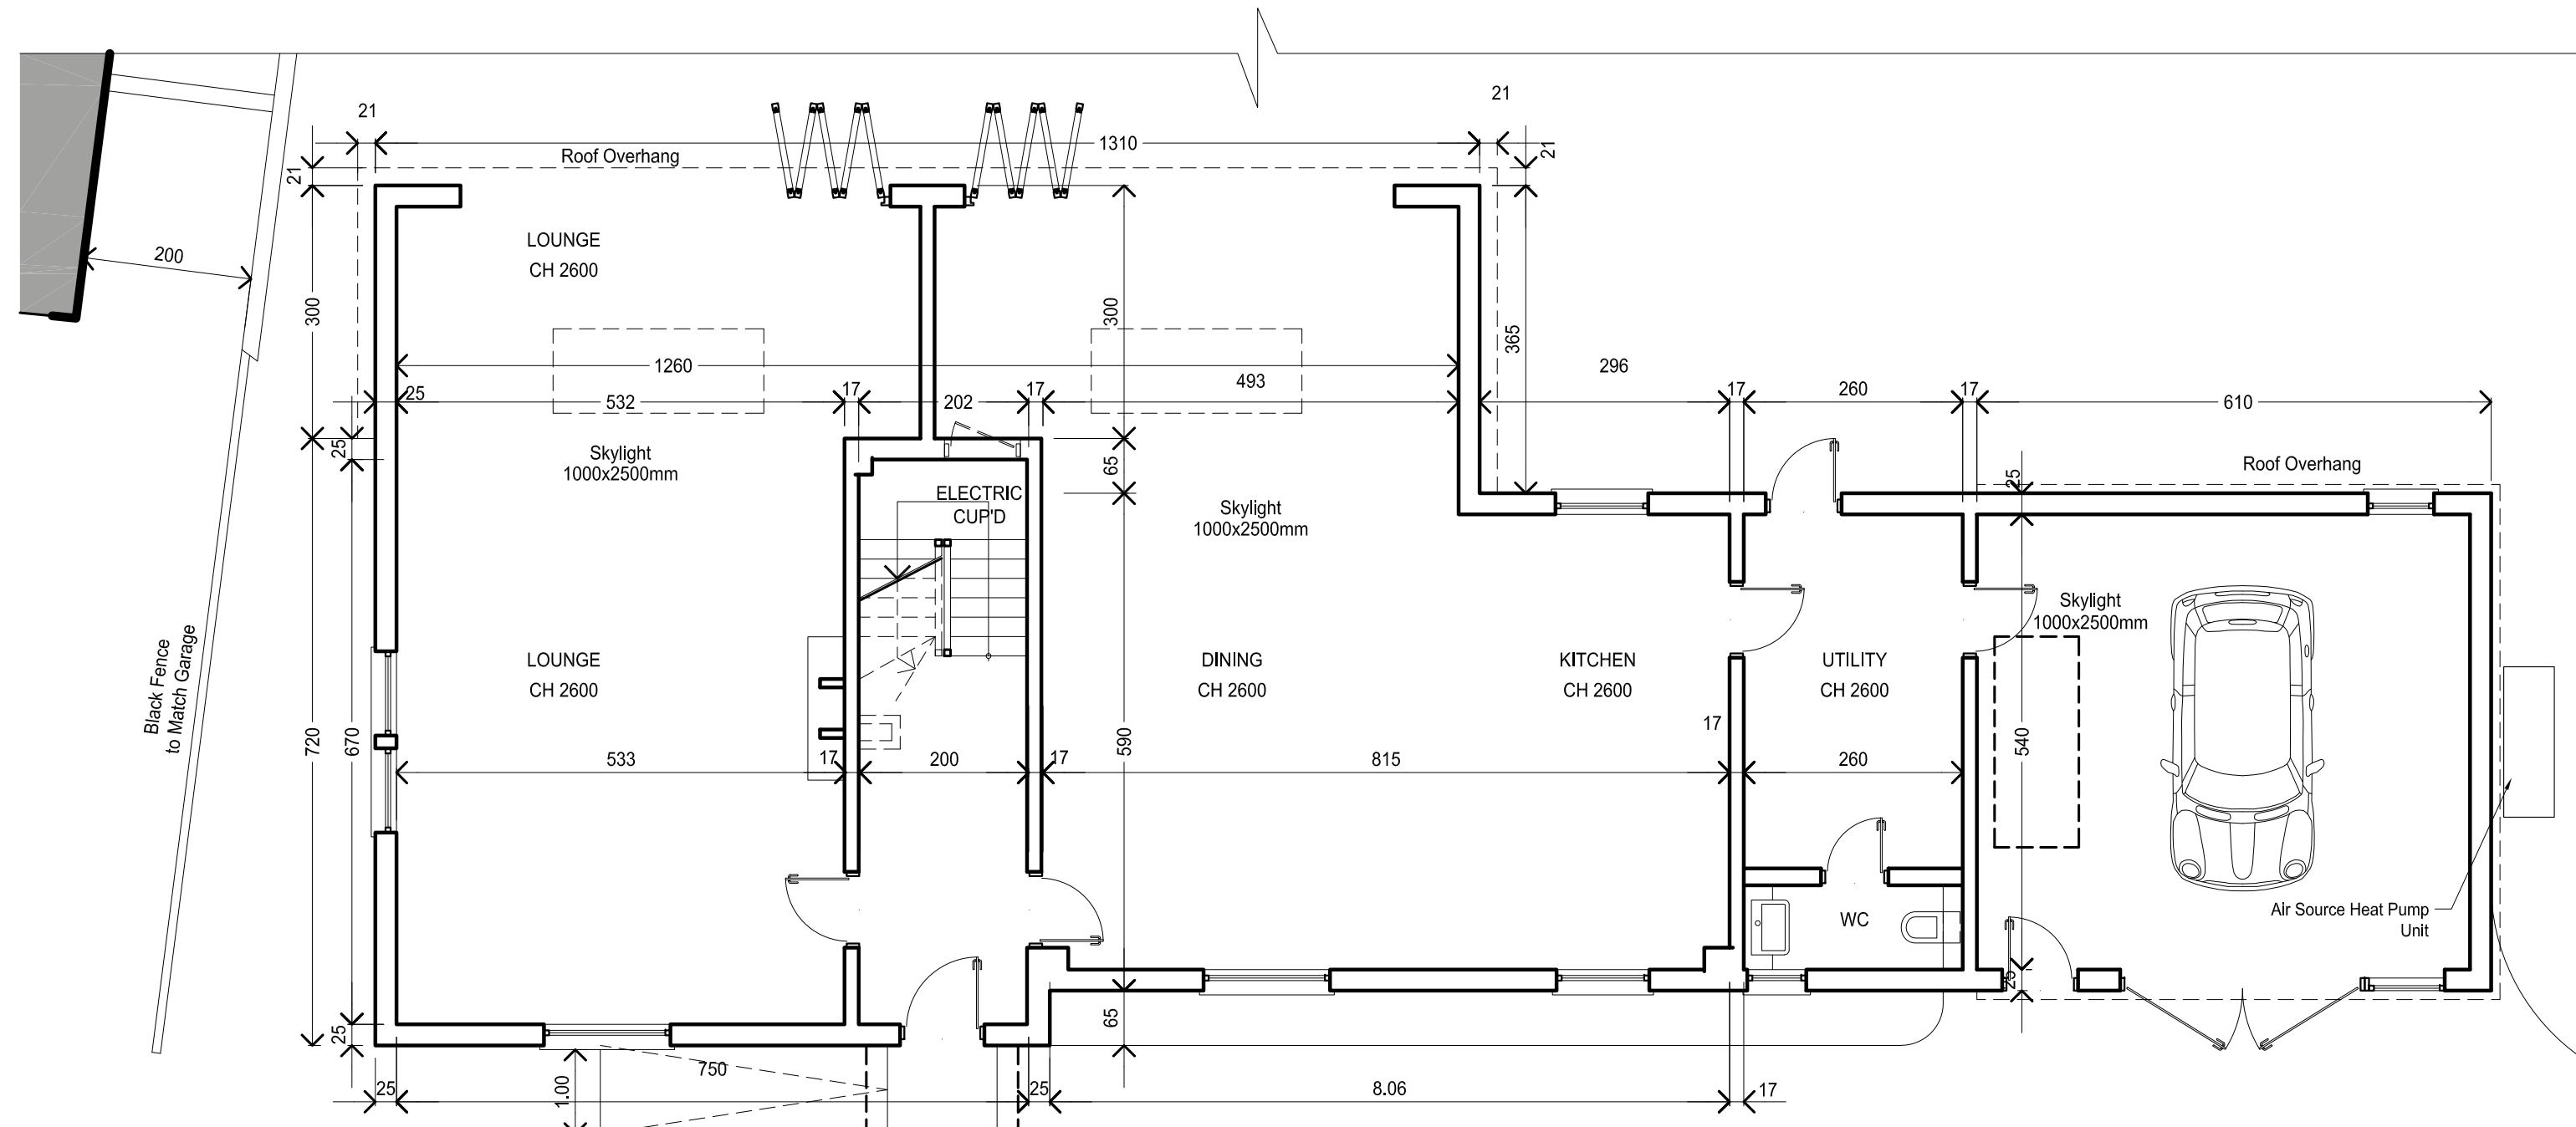 21
21
1310
Roof Overhang
21
21
LOUNGE
CH 2600
200
300
300
365
1260
493
296
25
532
17
202
17
17
260
17
610
25
65
Skylight
1000x2500mm
Roof Overhang
25
ELECTRIC
CUP'D
Skylight
1000x2500mm
Skylight
1000x2500mm
Black Fence
to Match Garage
LOUNGE
CH 2600
DINING
CH 2600
KITCHEN
CH 2600
UTILITY
CH 2600
17
720
670
590
540
533
17
200
17
815
260
WC
Air Source Heat Pump
Unit
25
25
65
750
1.00
25
25
8.06
17